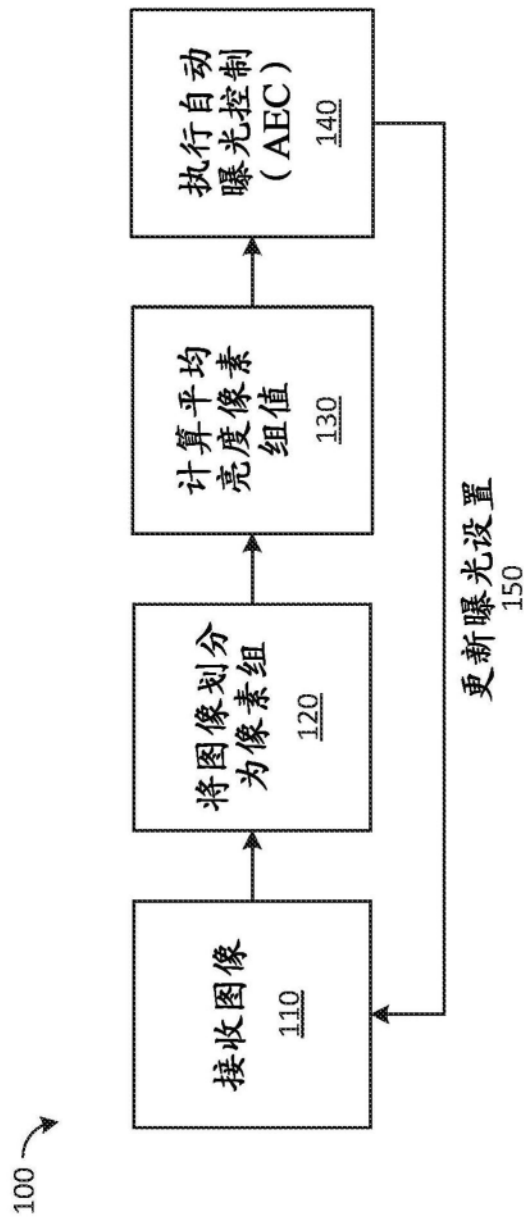 100
接收图像
110
将图像划分
为像素组
120
计算平均
亮度像素
组值
130
执行自动
曝光控制
(AEC)
140
更新曝光设置
150